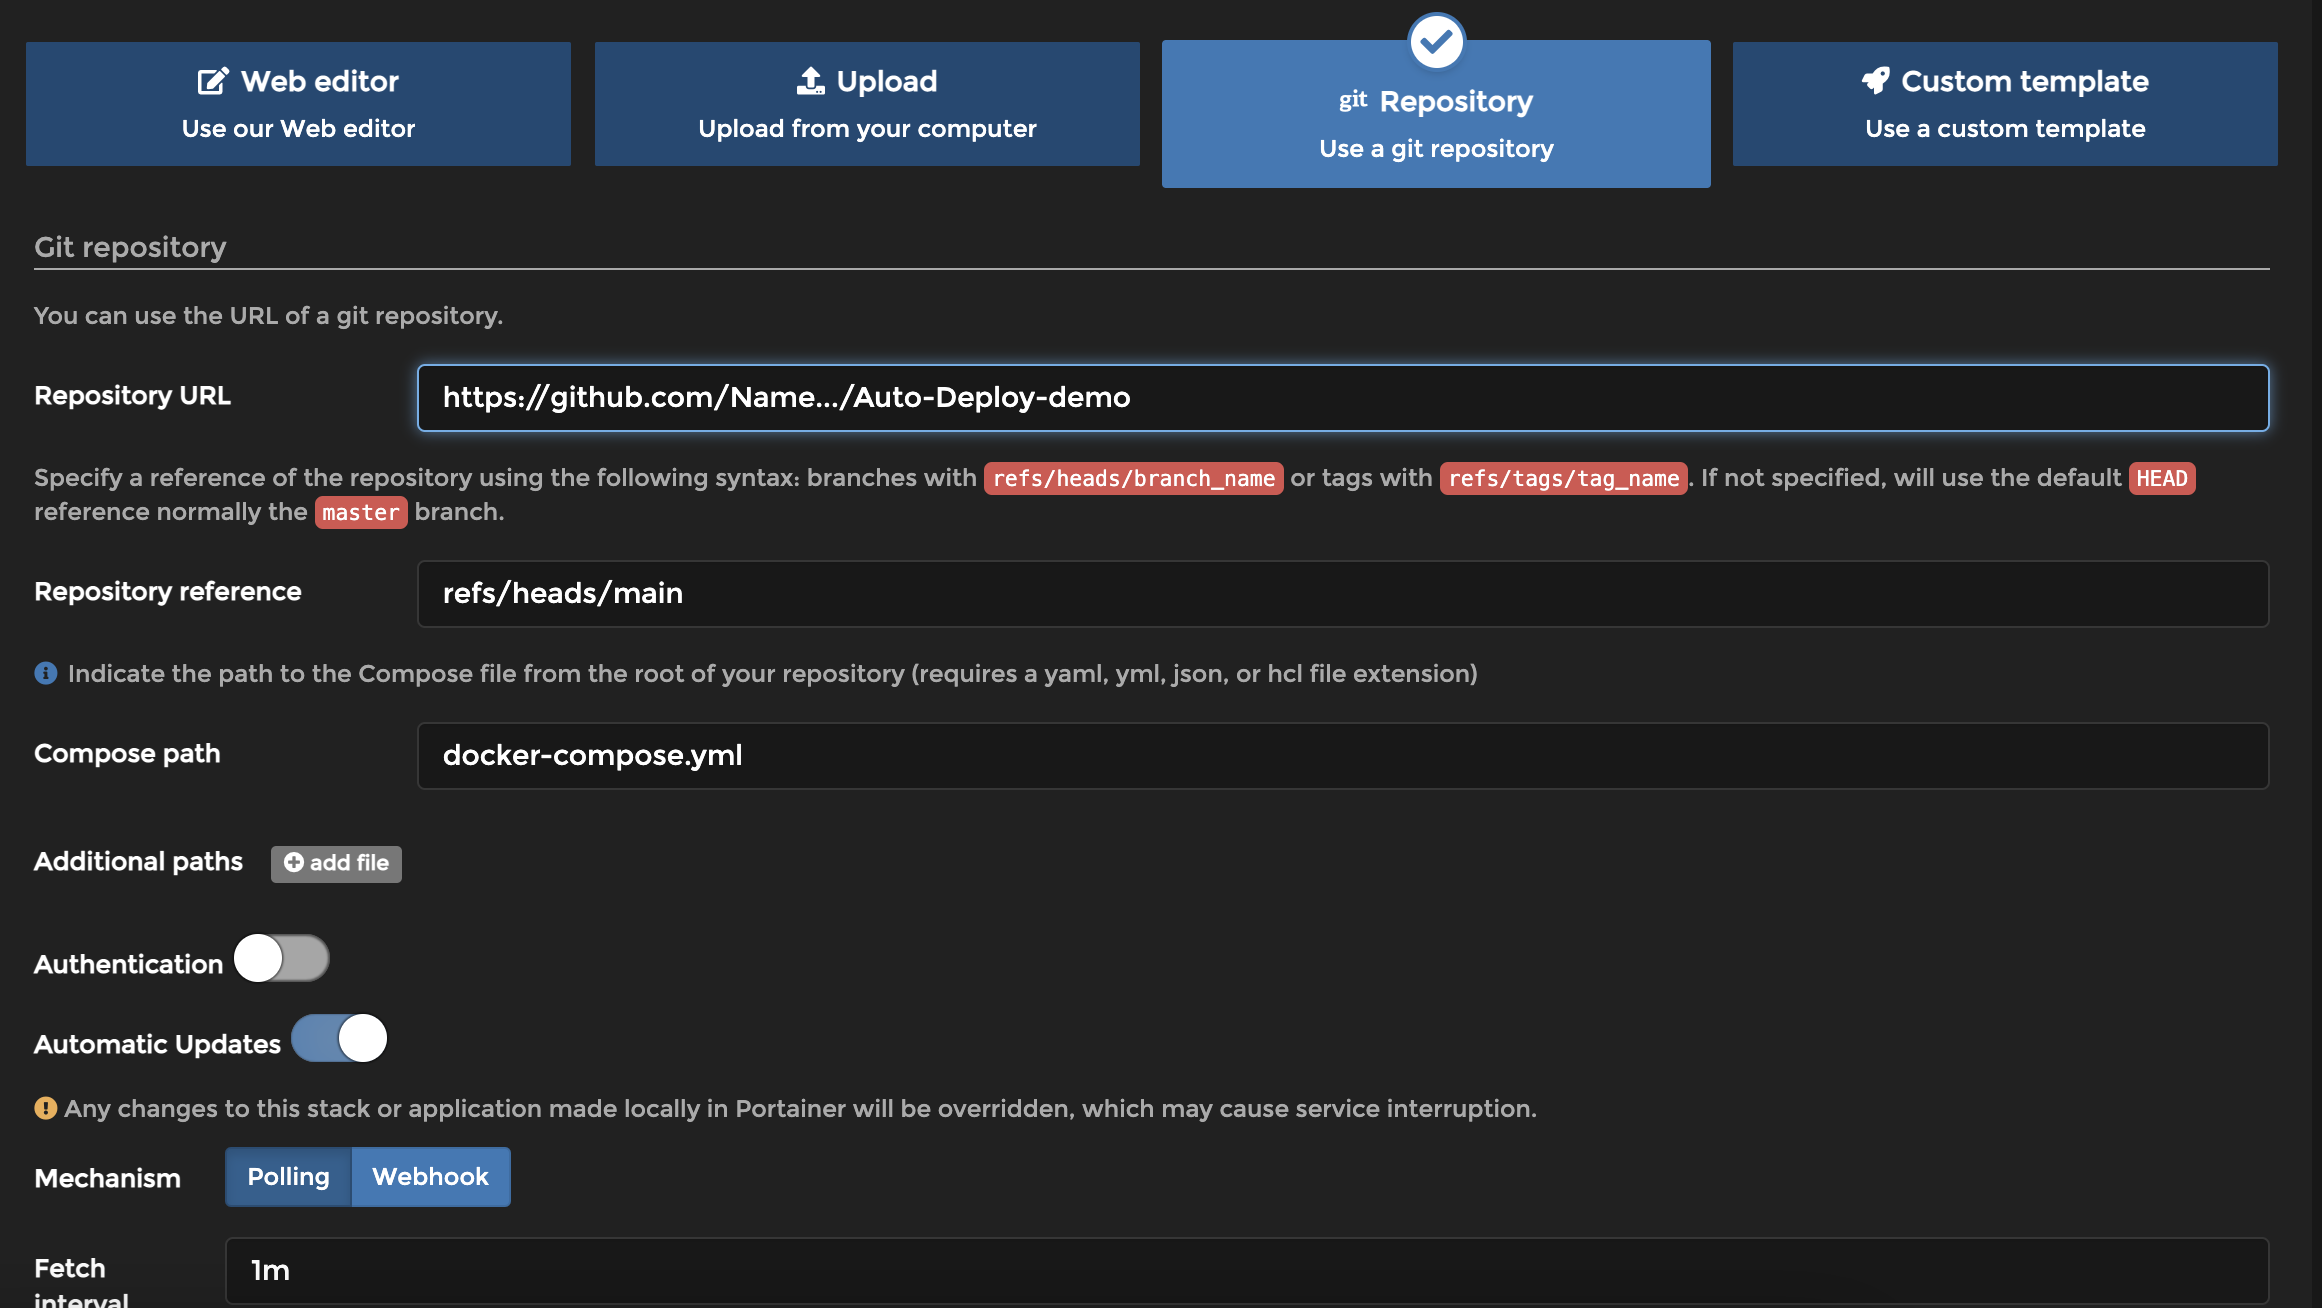 Web editor
Use our Web editor
Upload
Upload from your computer
git Repository
Use a git repository
Custom template
Use a custom template
Git repository
You can use the URL of a git repository.
Repository URL
https://github.com/Name.../Auto-Deploy-demo
Specify a reference of the repository using the following syntax: branches with refs/heads/branch_name or tags with refs/tags/tag_name. If not specified, will use the default HEAD
reference normally the master branch.
Repository reference
refs/heads/main
Indicate the path to the Compose file from the root of your repository (requires a yaml, yml, json, or hcl file extension)
Compose path
docker-compose.yml
Additional paths
add file
Authentication
Automatic Updates
Any changes to this stack or application made locally in Portainer will be overridden, which may cause service interruption.
Mechanism
Polling
Webhook
Fetch
interval
1m